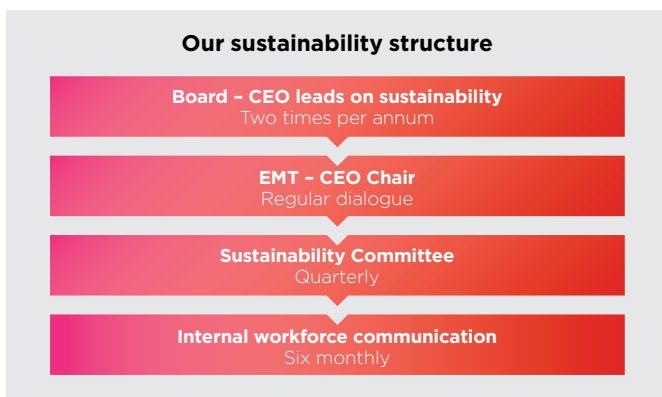 Our sustainability structure
Board – CEO leads on sustainability
Two times per annum
EMT – CEO Chair
Regular dialogue
Sustainability Committee
Quarterly
Internal workforce communication
Six monthly